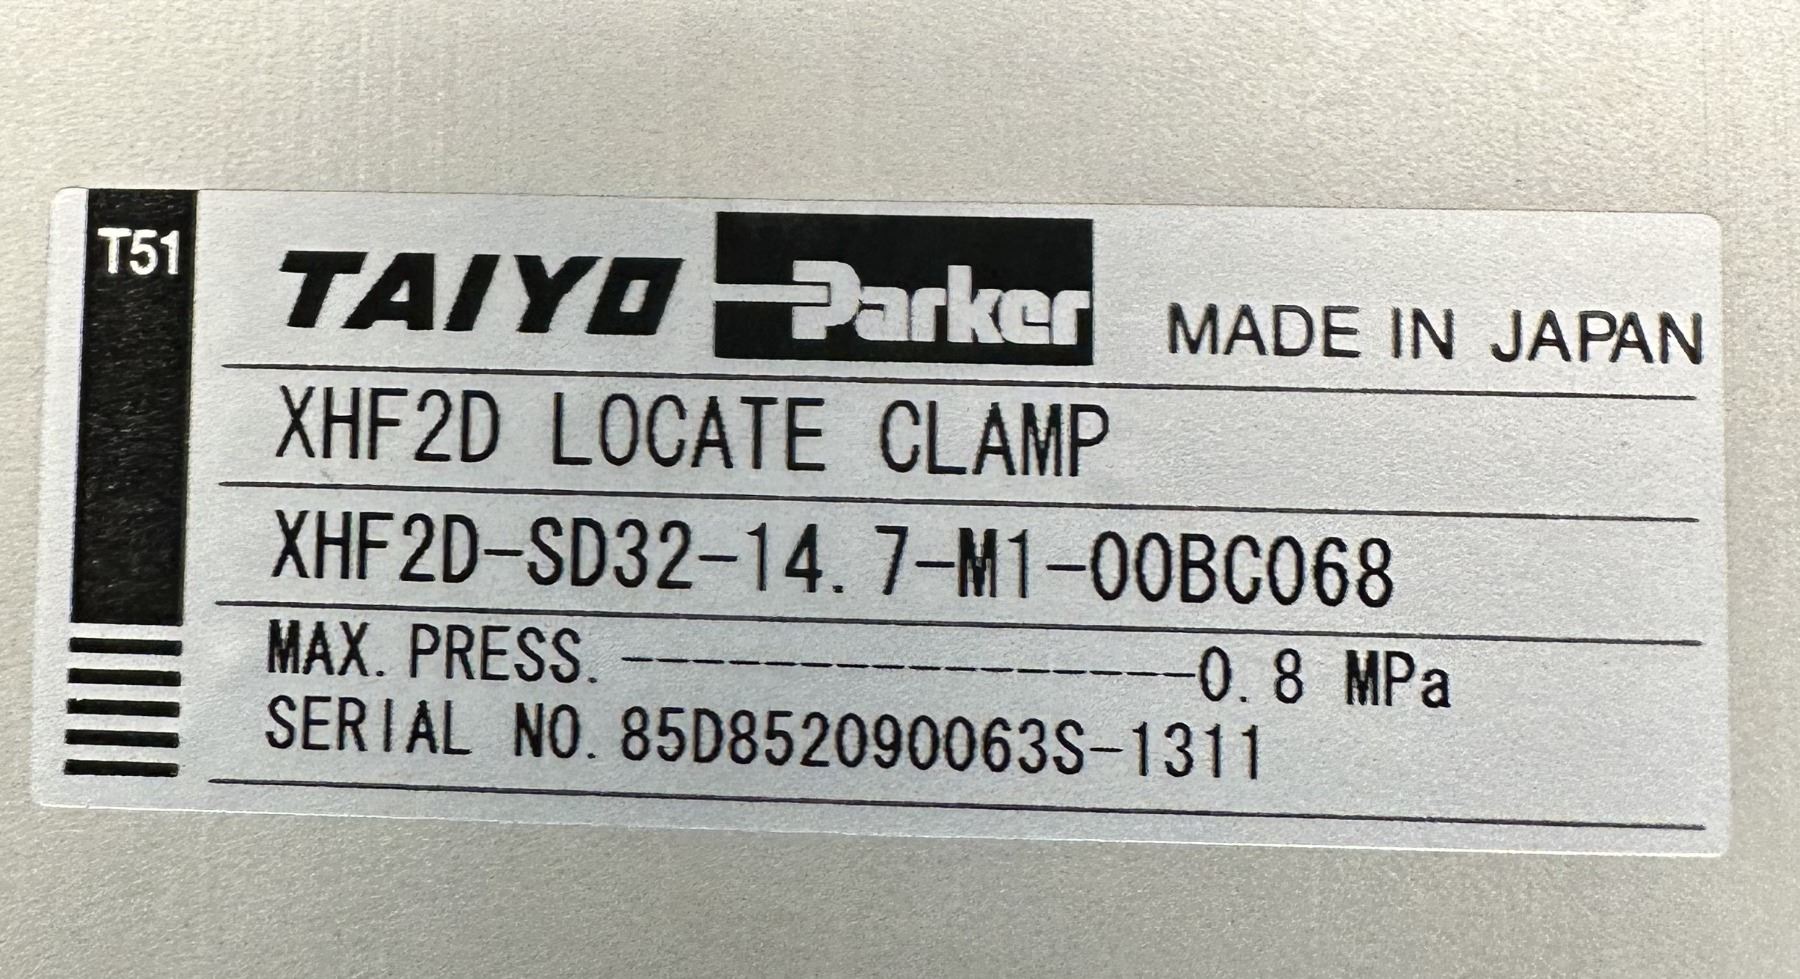 T51
TAIYO Parker MADE IN JAPAN
XHF2D LOCATE CLAMP
XHF2D-SD32-14.7-M1-00BC068
MAX. PRESS. -----------------0.8 MPa
SERIAL NO. 85D852090063S-1311